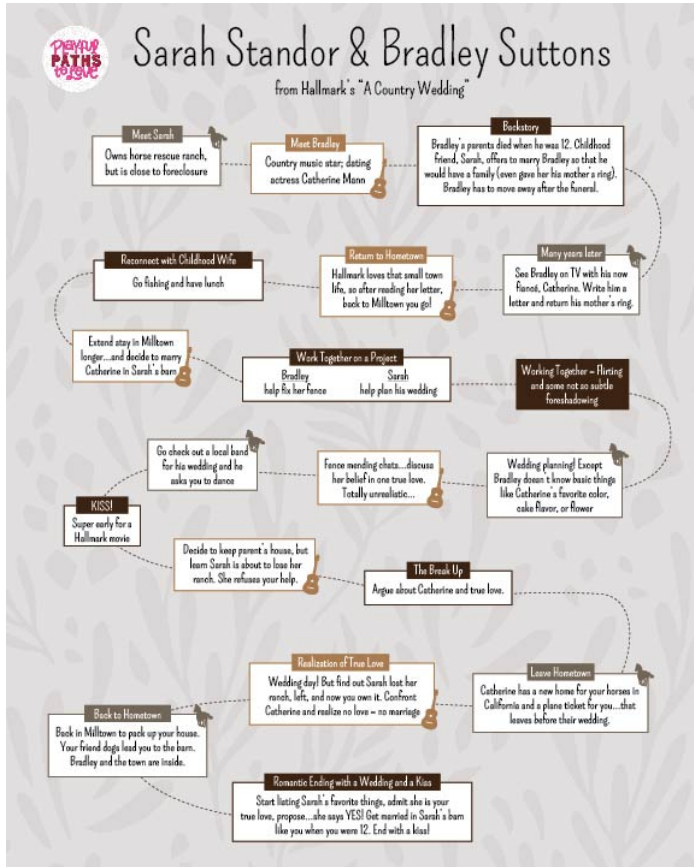 Playful
PATHS
to Love
Sarah Standor & Bradley Suttons
from Hallmark's "A Country Wedding"
Meet Sarah
Owns horse rescue ranch,
but is close to foreclosure
Meet Bradley
Country music star; dating
actress Catherine Mann
Backstory
Bradley's parents died when he was 12. Childhood
friend, Sarah, offers to marry Bradley so that he
would have a family (even gave her his mother's ring).
Bradley has to move away after the funeral.
Many years later
See Bradley on TV with his now
fiancé, Catherine. Write him a
letter and return his mother's ring.
Return to Hometown
Hallmark loves that small town
life, so after reading her letter,
back to Milltown you go!
Reconnect with Childhood Wife
Go fishing and have lunch
Extend stay in Milltown
longer...and decide to marry
Catherine in Sarah's barn
Work Together on a Project
Bradley
help fix her fence
Sarah
help plan his wedding
Working Together = Flirting
and some not so subtle
foreshadowing
Wedding planning! Except
Bradley doesn't know basic things
like Catherine's favorite color,
cake flavor, or flower
Fence mending chats...discuss
her belief in one true love.
Totally unrealistic...
Go check out a local band
for his wedding and he
asks you to dance
KISS!
Super early for a
Hallmark movie
Decide to keep parent's house, but
learn Sarah is about to lose her
ranch. She refuses your help.
The Break Up
Argue about Catherine and true love.
Leave Hometown
Catherine has a new home for your horses in
California and a plane ticket for you...that
leaves before their wedding.
Realization of True Love
Wedding day! But find out Sarah lost her
ranch, left, and now you own it. Confront
Catherine and realize no love = no marriage
Back to Hometown
Back in Milltown to pack up your house.
Your friend dogs lead you to the barn.
Bradley and the town are inside.
Romantic Ending with a Wedding and a Kiss
Start listing Sarah's favorite things, admit she is your
true love, propose...she says YES! Get married in Sarah's barn
like you when you were 12. End with a kiss!